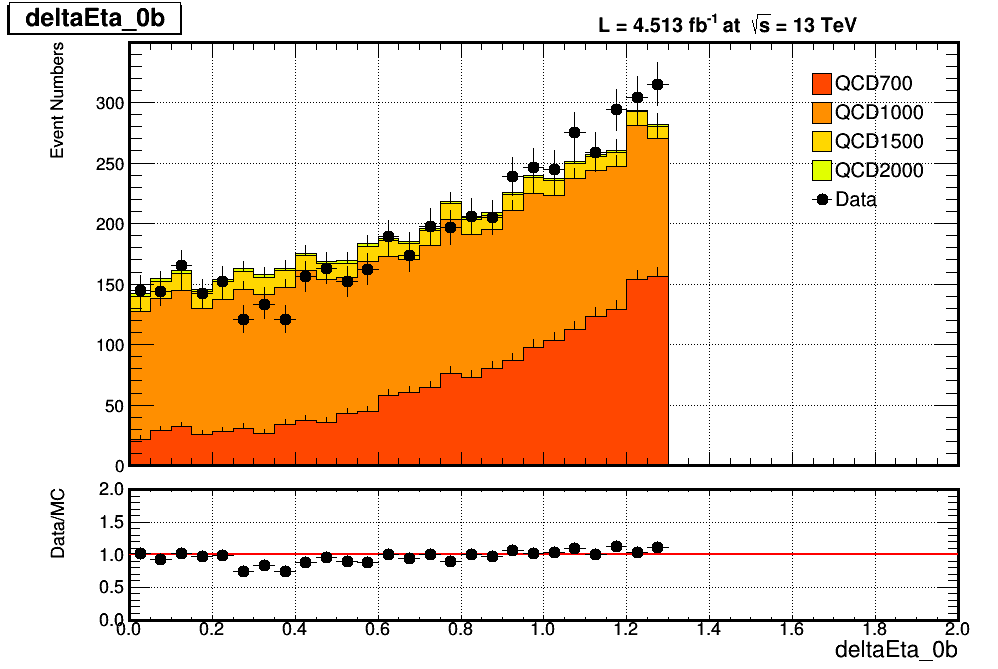 deltaEta_0b
L = 4.513 fb⁻¹ at √s = 13 TeV
Event Numbers
300
250
200
150
100
50
0
QCD700
QCD1000
QCD1500
QCD2000
Data
Data/MC
2.0
1.5
1.0
0.5
0.0
0.0 0.2 0.4 0.6 0.8 1.0 1.2 1.4 1.6 1.8 2.0
deltaEta_0b